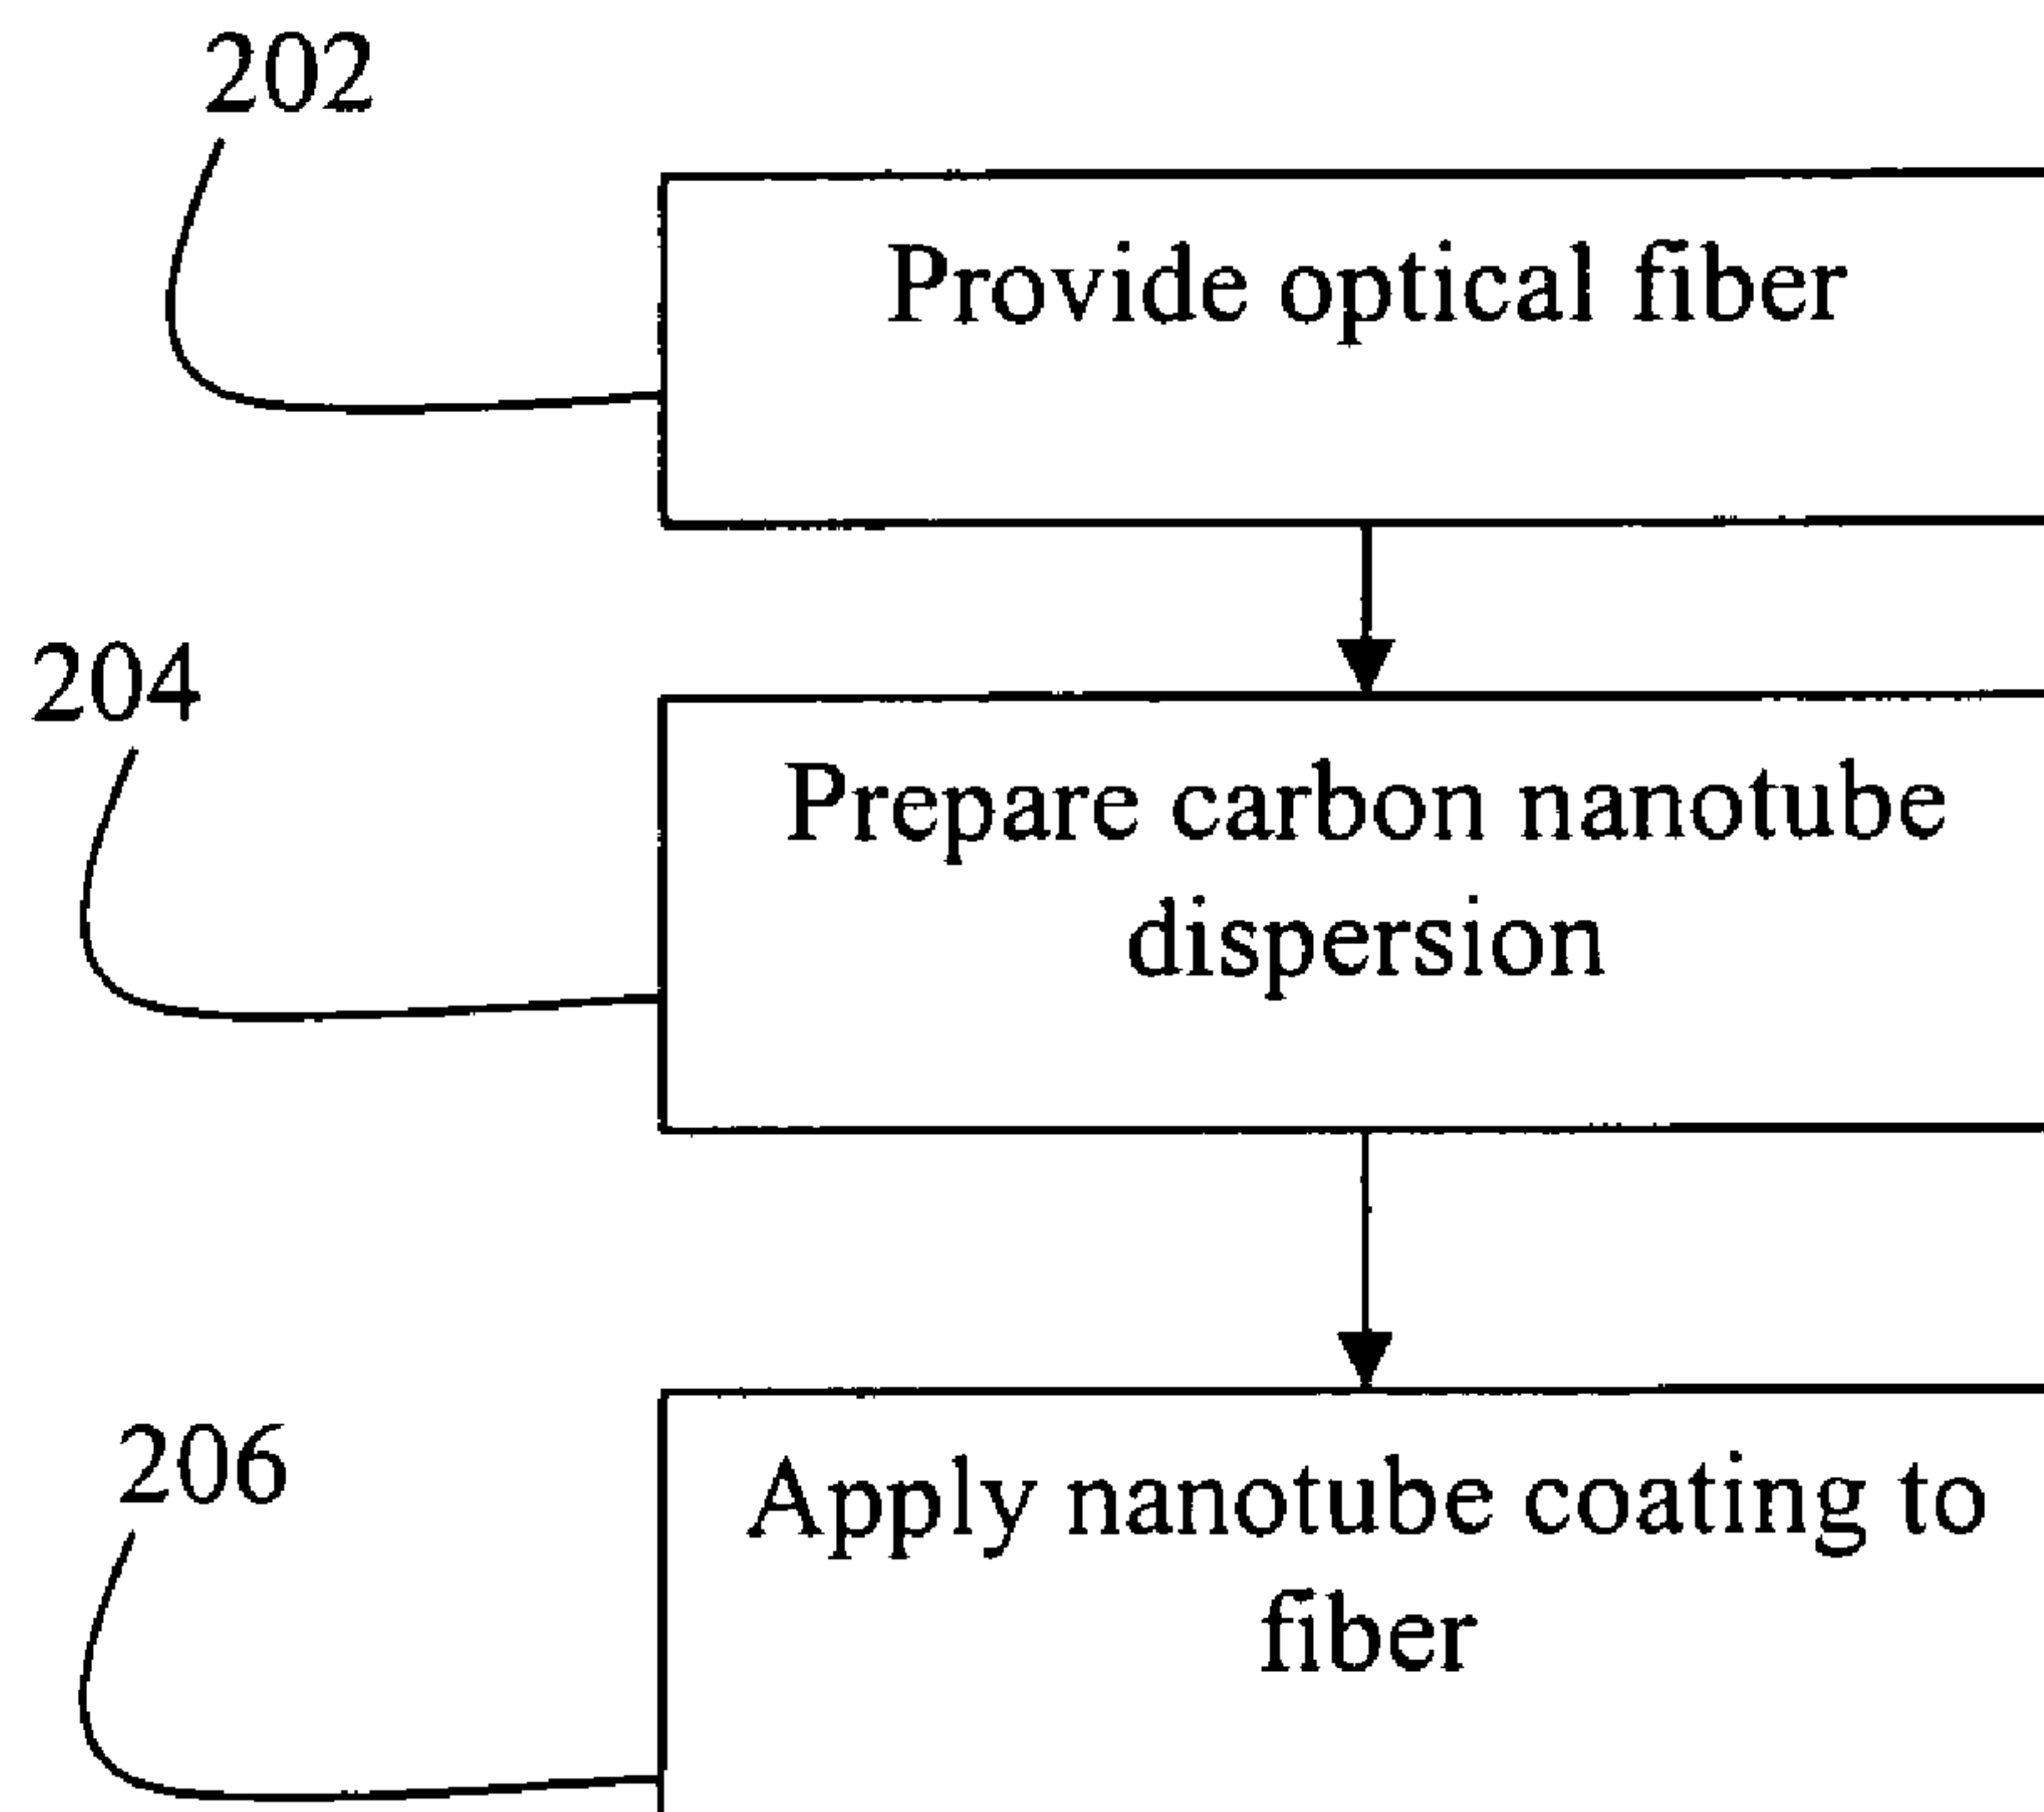 202
Provide optical fiber
204
Prepare carbon nanotube
dispersion
206
Apply nanotube coating to
fiber